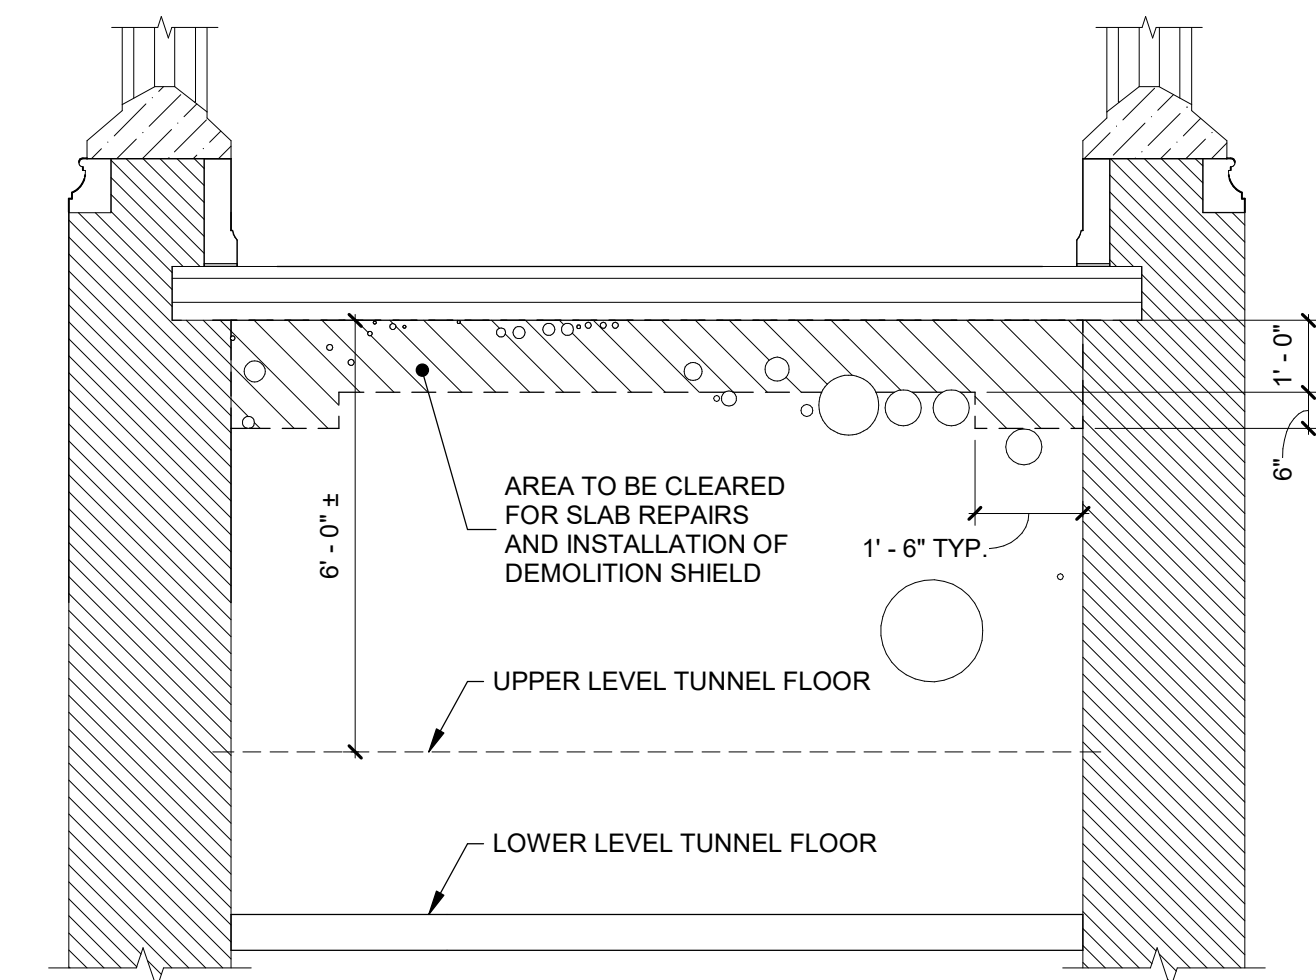 1' - 0"
6"
6' - 0" ±
AREA TO BE CLEARED
FOR SLAB REPAIRS
AND INSTALLATION OF
DEMOLITION SHIELD
1' - 6" TYP.
UPPER LEVEL TUNNEL FLOOR
LOWER LEVEL TUNNEL FLOOR